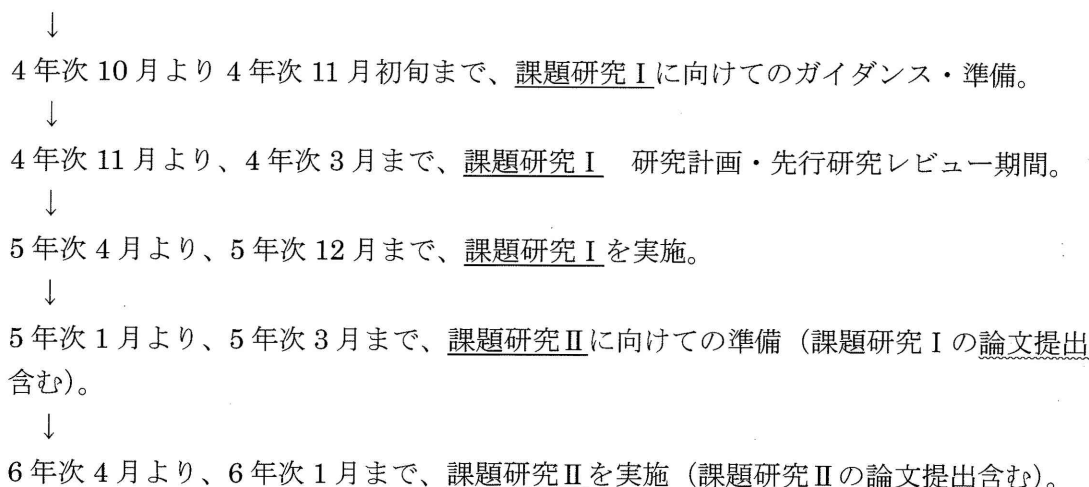 ↓
4年次 10月より 4年次 11月初旬まで、課題研究Ⅰに向けてのガイダンス・準備。
↓
4年次 11月より、4年次 3月まで、課題研究Ⅰ　研究計画・先行研究レビュー期間。
↓
5年次 4月より、5年次 12月まで、課題研究Ⅰを実施。
↓
5年次 1月より、5年次 3月まで、課題研究Ⅱに向けての準備（課題研究Ⅰの論文提出
含む）。
↓
6年次 4月より、6年次 1月まで、課題研究Ⅱを実施（課題研究Ⅱの論文提出含む）。